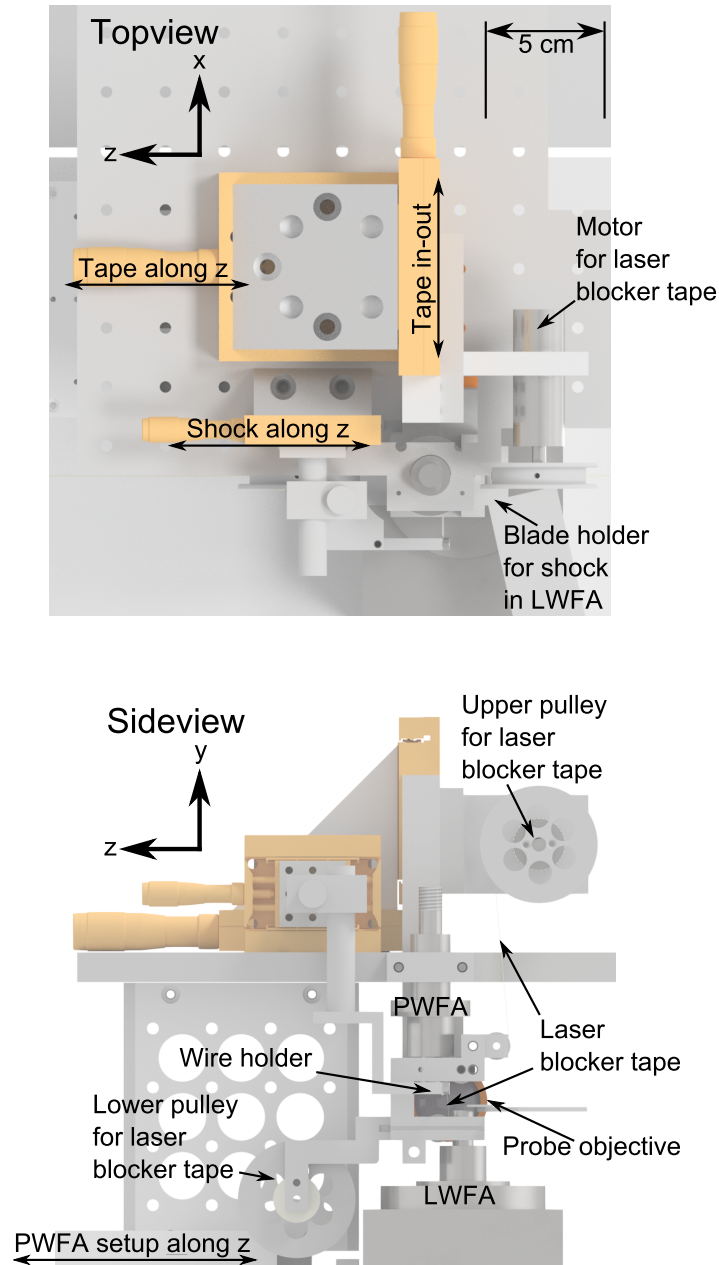 Topview
x
z
5 cm
Motor
for laser
blocker tape
Tape along z
Tape in-out
Shock along z
Blade holder
for shock
in LWFA
Sideview
y
z
Upper pulley
for laser
blocker tape
PWFA
Laser
blocker tape
Wire holder
Lower pulley
for laser
blocker tape
Probe objective
LWFA
PWFA setup along z